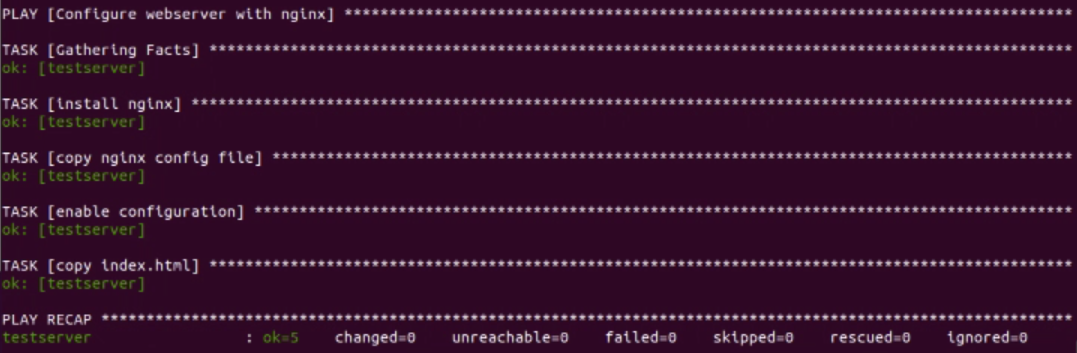 PLAY [Configure webserver with nginx] *********************************************************************************
TASK [Gathering Facts] ************************************************************************************************
ok: [testserver]
TASK [install nginx] **************************************************************************************************
ok: [testserver]
TASK [copy nginx config file] *****************************************************************************************
ok: [testserver]
TASK [enable configuration] *******************************************************************************************
ok: [testserver]
TASK [copy index.html] ************************************************************************************************
ok: [testserver]
PLAY RECAP ************************************************************************************************************
testserver : ok=5 changed=0 unreachable=0 failed=0 skipped=0 rescued=0 ignored=0